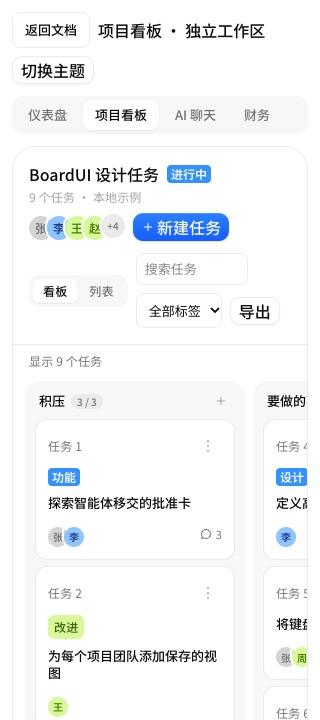 返回文档
项目看板 · 独立工作区
切换主题
仪表盘 项目看板 AI 聊天 财务
BoardUI 设计任务 进行中
9 个任务 · 本地示例
张 李 王 赵 +4 + 新建任务
搜索任务
看板 列表
全部标签 导出
显示 9 个任务
积压 3 / 3 +
要做的
任务 1
功能
探索智能体移交的批准卡
张 李 3
任务 2
改进
为每个项目团队添加保存的视
图
王
任务 4
设计
定义
李
任务 5
将键
张 周
任务 6